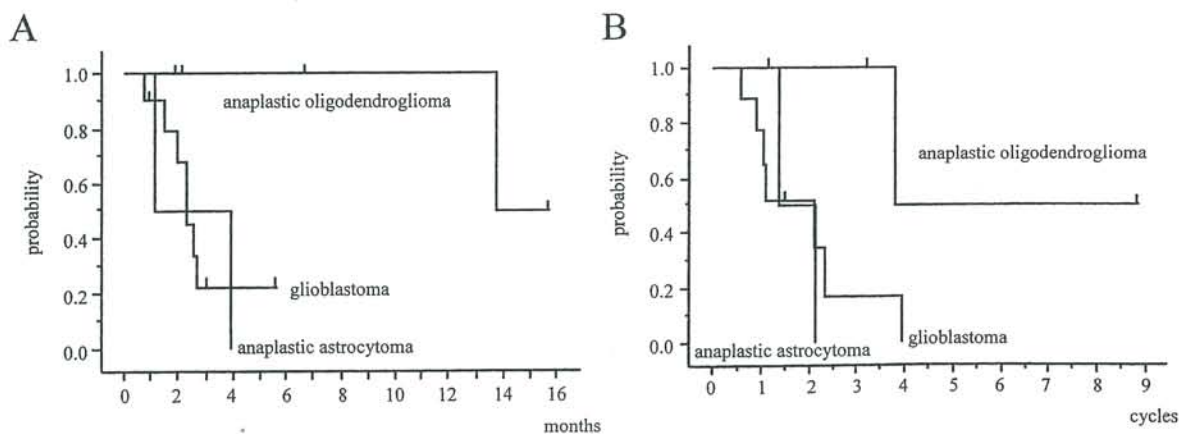 A
probability
1.0
0.8
0.6
0.4
0.2
0.0
anaplastic oligodendroglioma
glioblastoma
anaplastic astrocytoma
0 2 4 6 8 10 12 14 16
months
B
probability
1.0
0.8
0.6
0.4
0.2
0.0
anaplastic oligodendroglioma
glioblastoma
anaplastic astrocytoma
0 1 2 3 4 5 6 7 8 9
cycles